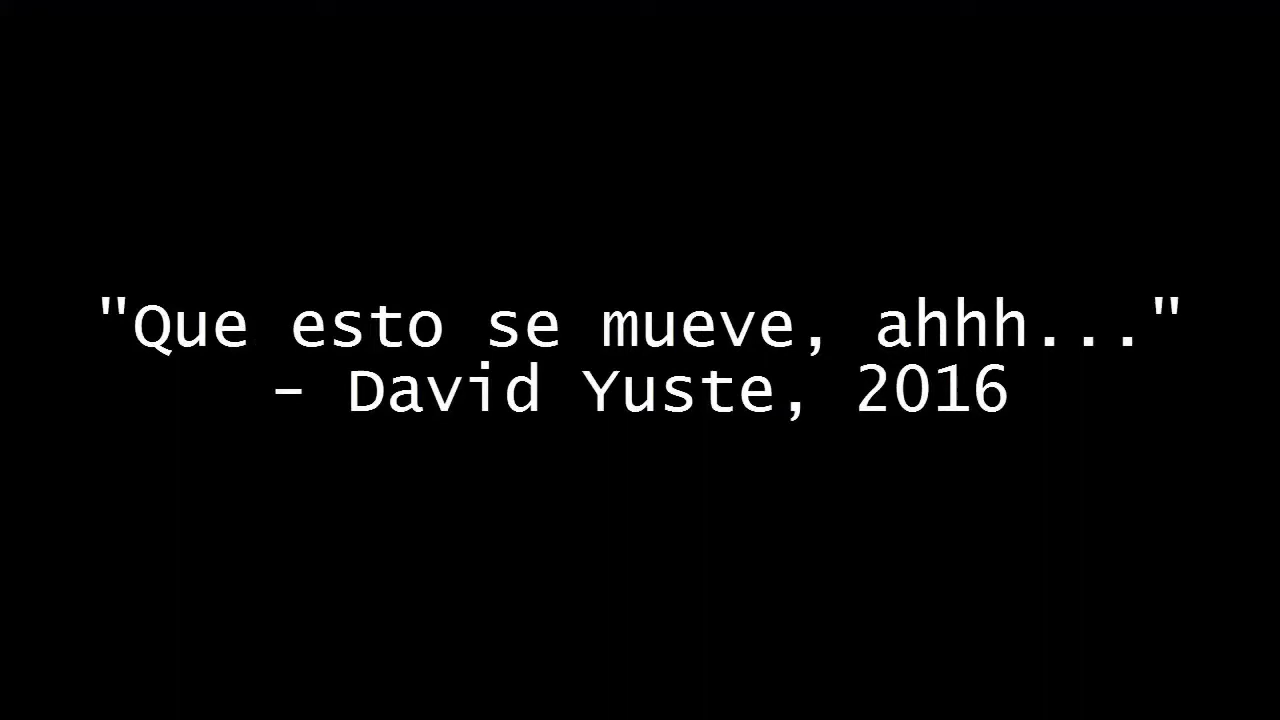 "Que esto se mueve, ahhh..."
- David Yuste, 2016